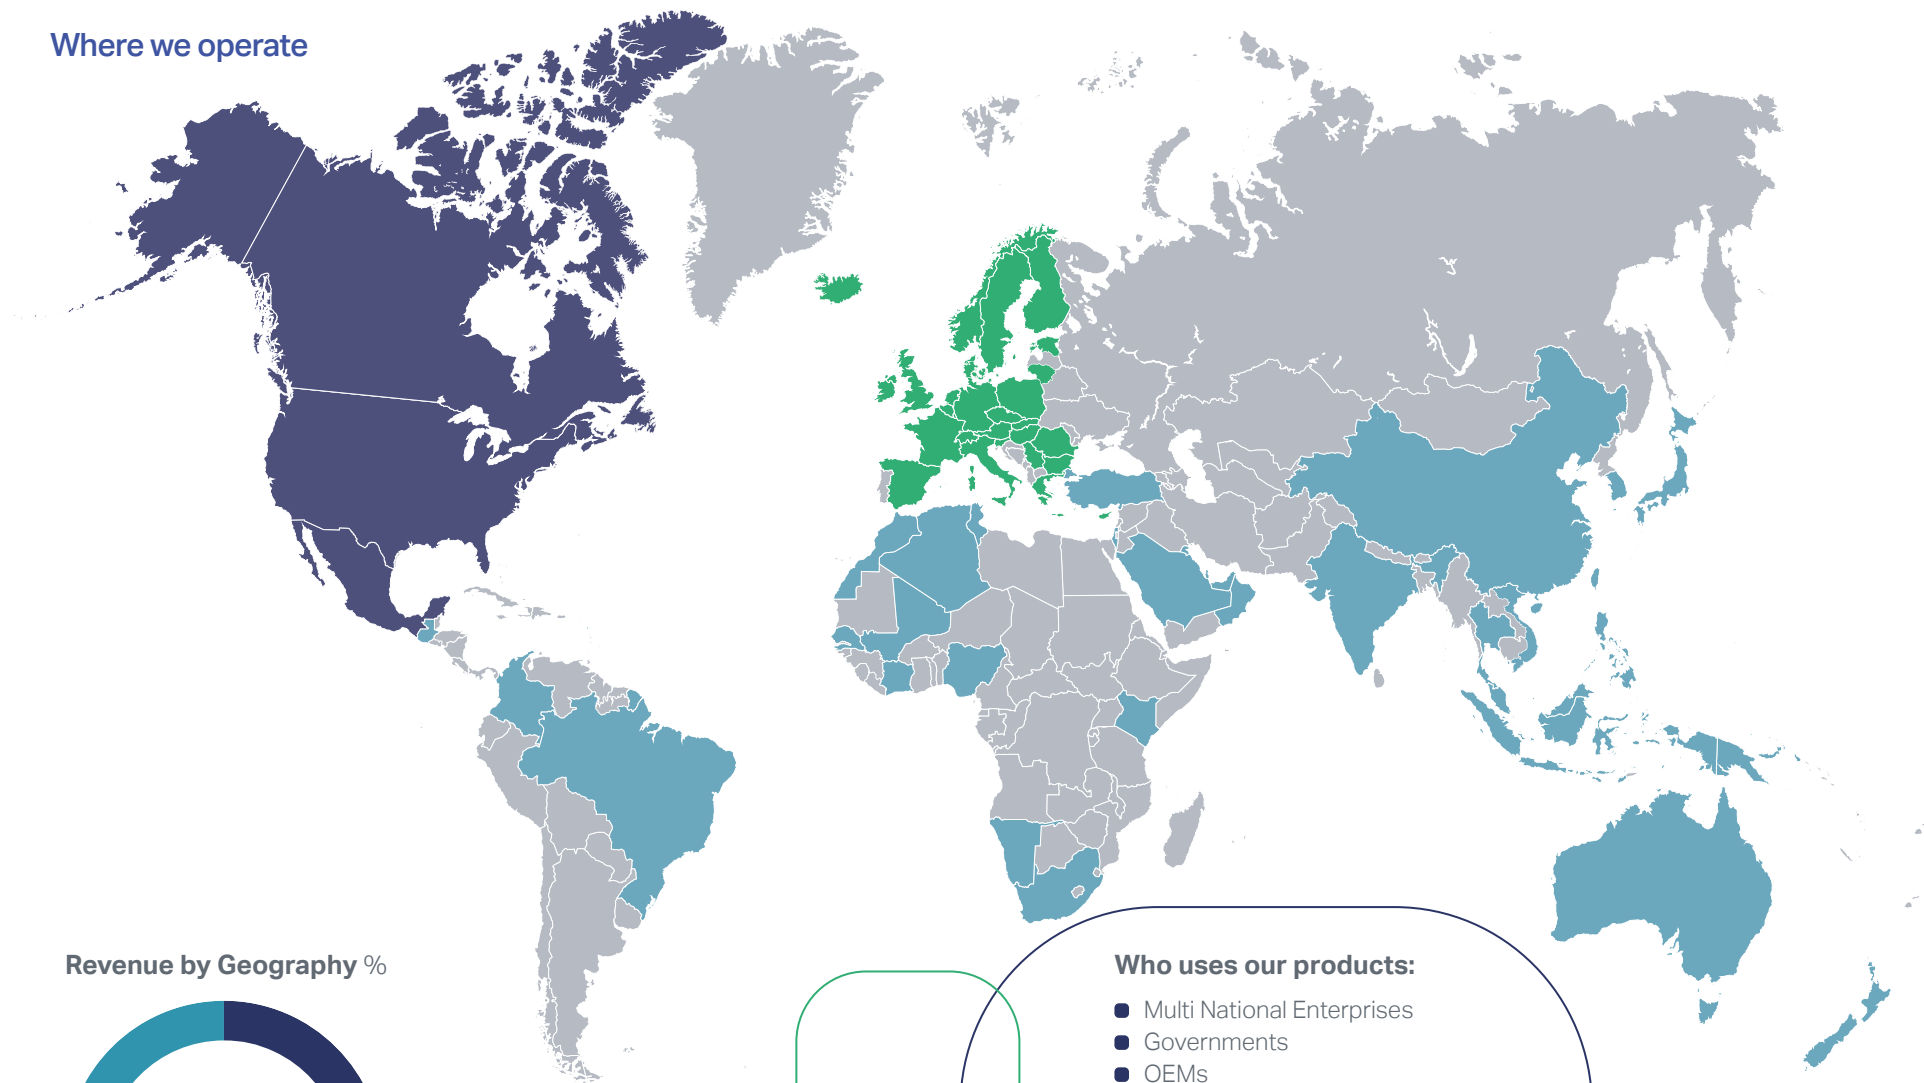 Where we operate
Revenue by Geography %
Who uses our products:
Multi National Enterprises
Governments
OEMs